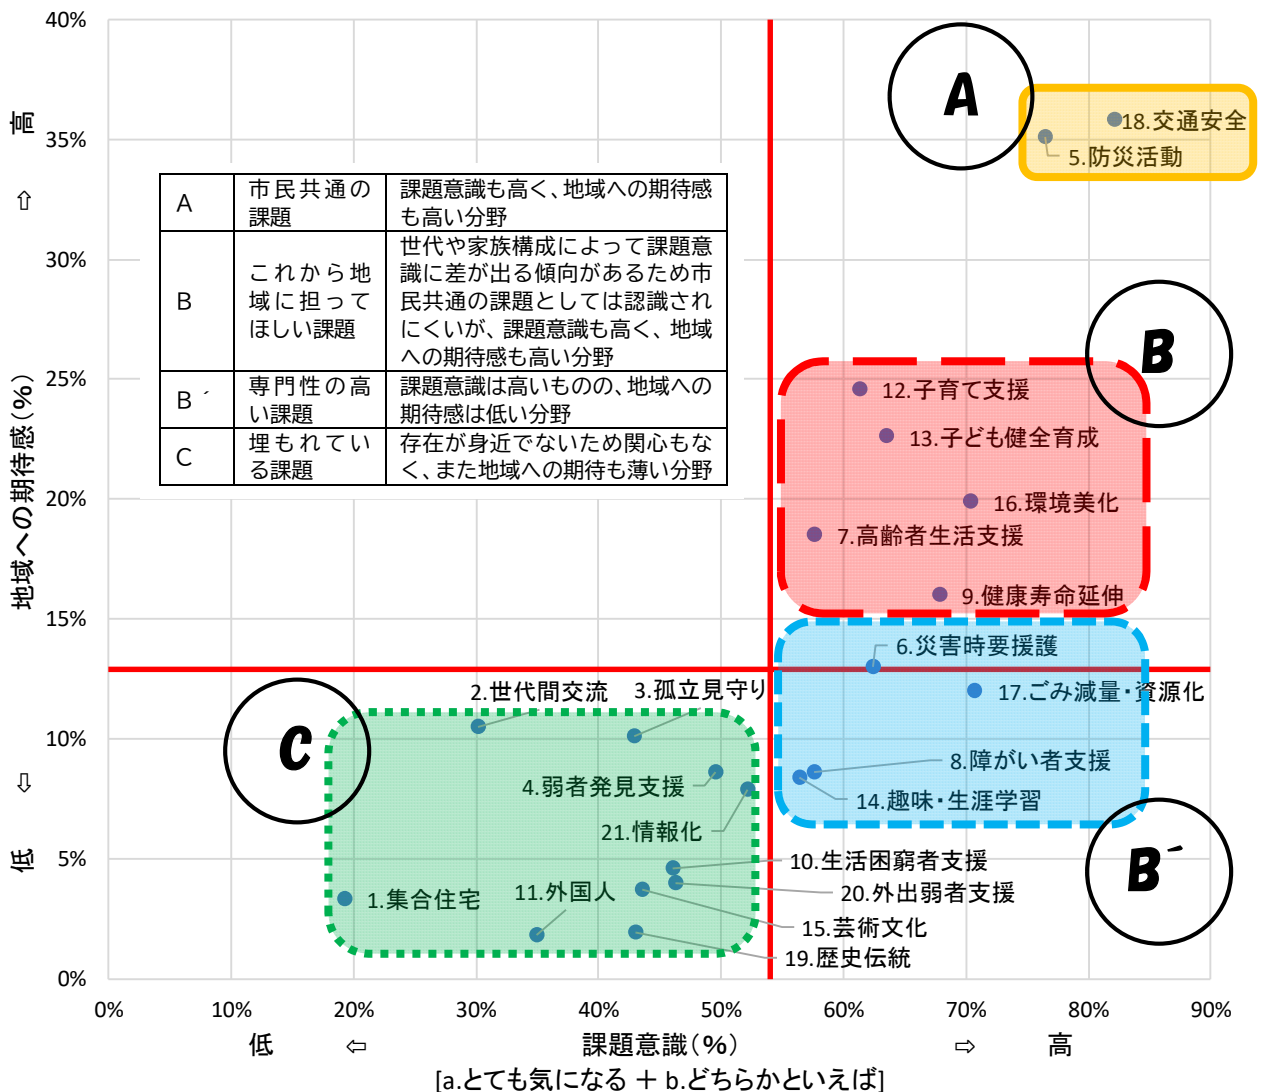 40%
高
A
18.交通安全
35%
5.防災活動
⇧
A
市民共通の
課題
課題意識も高く、地域への期待感
も高い分野
B
これから地
域に担って
ほしい課題
世代や家族構成によって課題意
識に差が出る傾向があるため市
民共通の課題としては認識され
にくいが、課題意識も高く、地域
への期待感も高い分野
B´
専門性の高
い課題
課題意識は高いものの、地域への
期待感は低い分野
C
埋もれてい
る課題
存在が身近でないため関心もな
く、また地域への期待も薄い分野
30%
B
25%
12.子育て支援
13.子ども健全育成
地域への期待感(%)
20%
16.環境美化
7.高齢者生活支援
9.健康寿命延伸
15%
6.災害時要援護
2.世代間交流
3.孤立見守り
17.ごみ減量・資源化
C
10%
8.障がい者支援
4.弱者発見支援
14.趣味・生涯学習
⇩
21.情報化
低
5%
10.生活困窮者支援
B´
1.集合住宅
11.外国人
20.外出弱者支援
15.芸術文化
19.歴史伝統
0%
0%
10%
20%
30%
40%
50%
60%
70%
80%
90%
低 ⇦ 課題意識(%) ⇨ 高
[a.とても気になる + b.どちらかといえば]